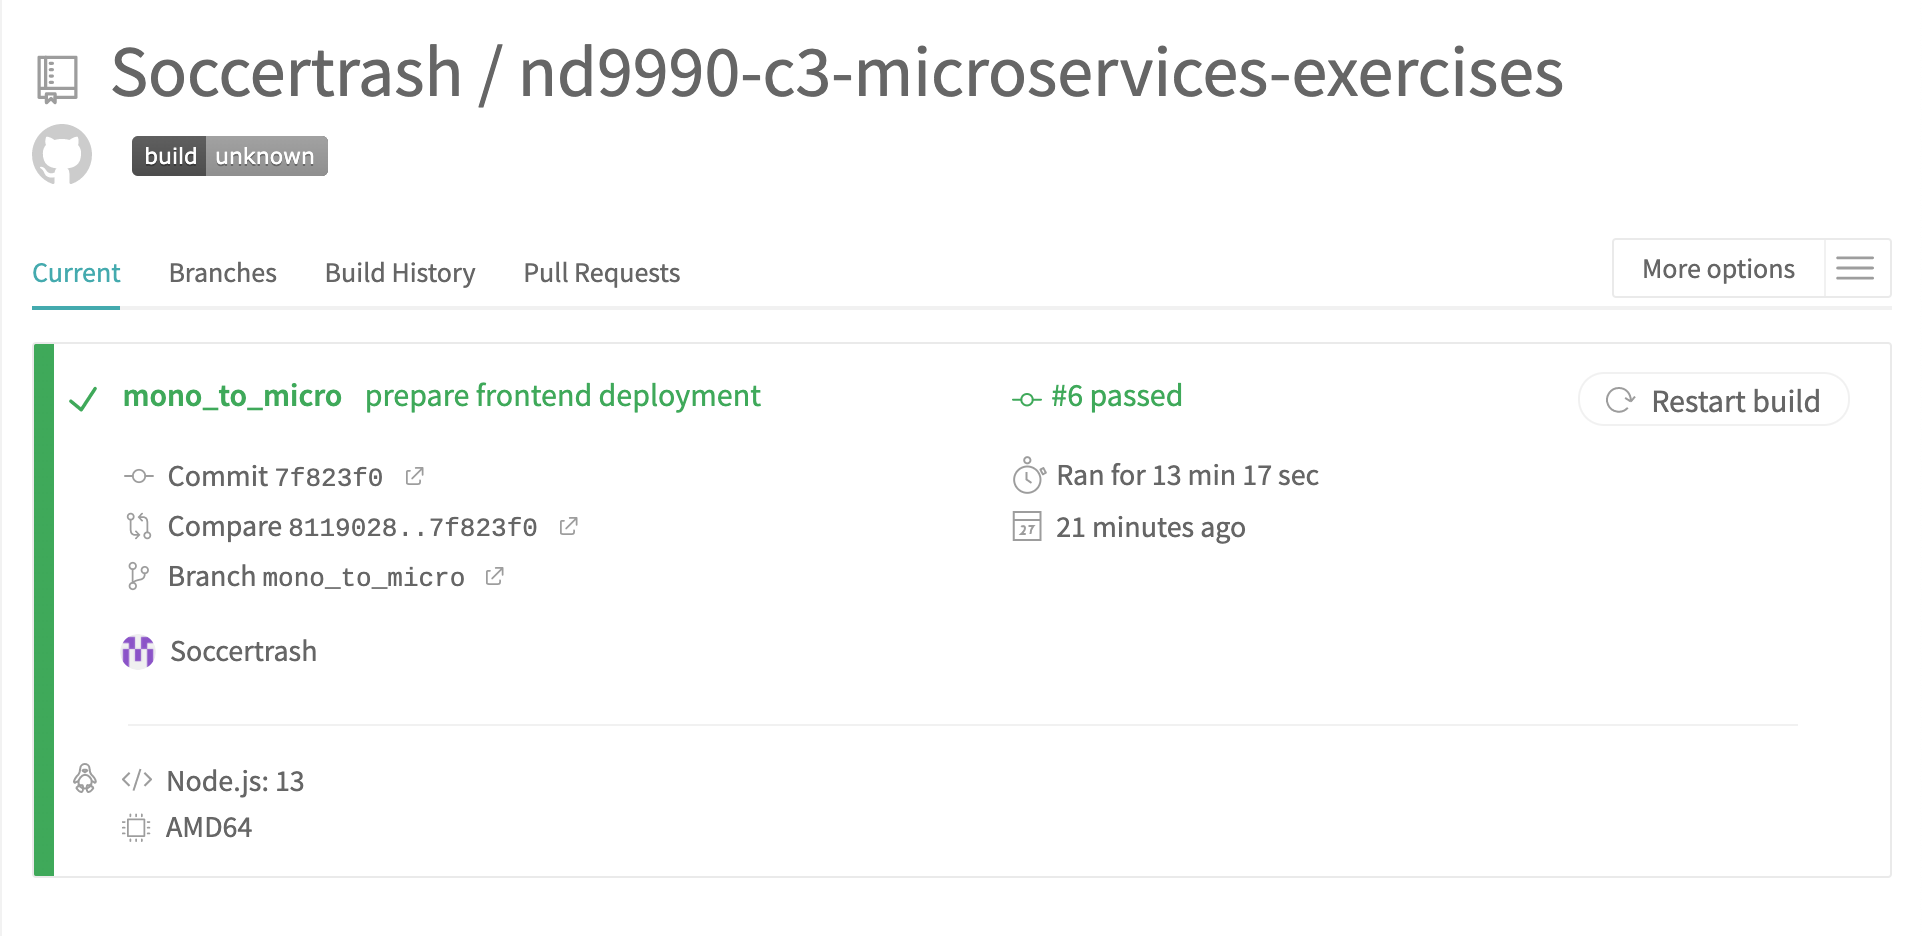 Soccertrash / nd9990-c3-microservices-exercises
build unknown
Current Branches Build History Pull Requests More options
mono_to_micro prepare frontend deployment #6 passed Restart build
Commit 7f823f0 Ran for 13 min 17 sec
Compare 8119028..7f823f0 27 21 minutes ago
Branch mono_to_micro
Soccertrash
</> Node.js: 13
AMD64